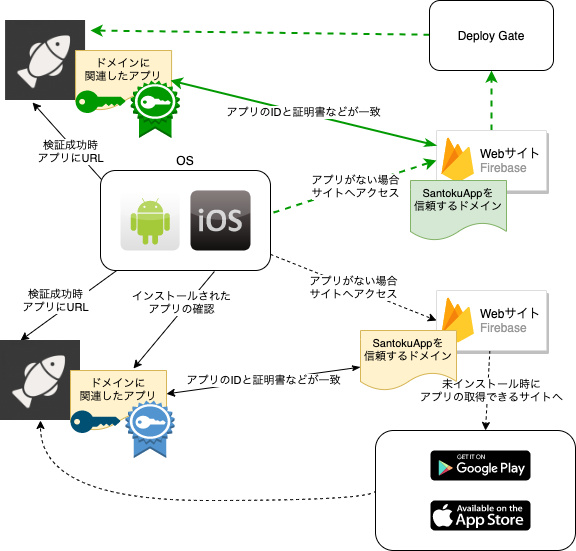 Deploy Gate
ドメインに
関連したアプリ
アプリのIDと証明書などが一致
検証成功時
アプリにURL
Webサイト
Firebase
OS
アプリがない場合
サイトへアクセス
SantokuAppを
信頼するドメイン
iOS
検証成功時
アプリにURL
インストールされた
アプリの確認
アプリがない場合
サイトへアクセス
Webサイト
Firebase
SantokuAppを
信頼するドメイン
ドメインに
関連したアプリ
アプリのIDと証明書などが一致
未インストール時に
アプリの取得できるサイトへ
GET IT ON
Google Play
Available on the
App Store